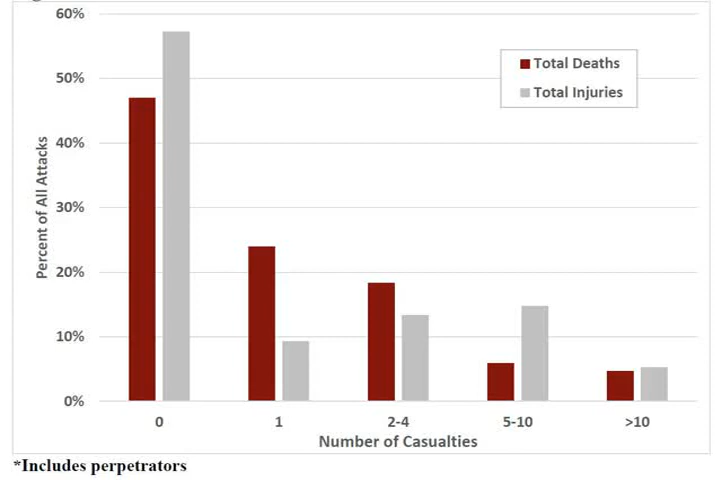 60%
50%
40%
30%
20%
10%
0%
Percent of All Attacks
Total Deaths
Total Injuries
0 1 2-4 5-10 >10
Number of Casualties
*Includes perpetrators